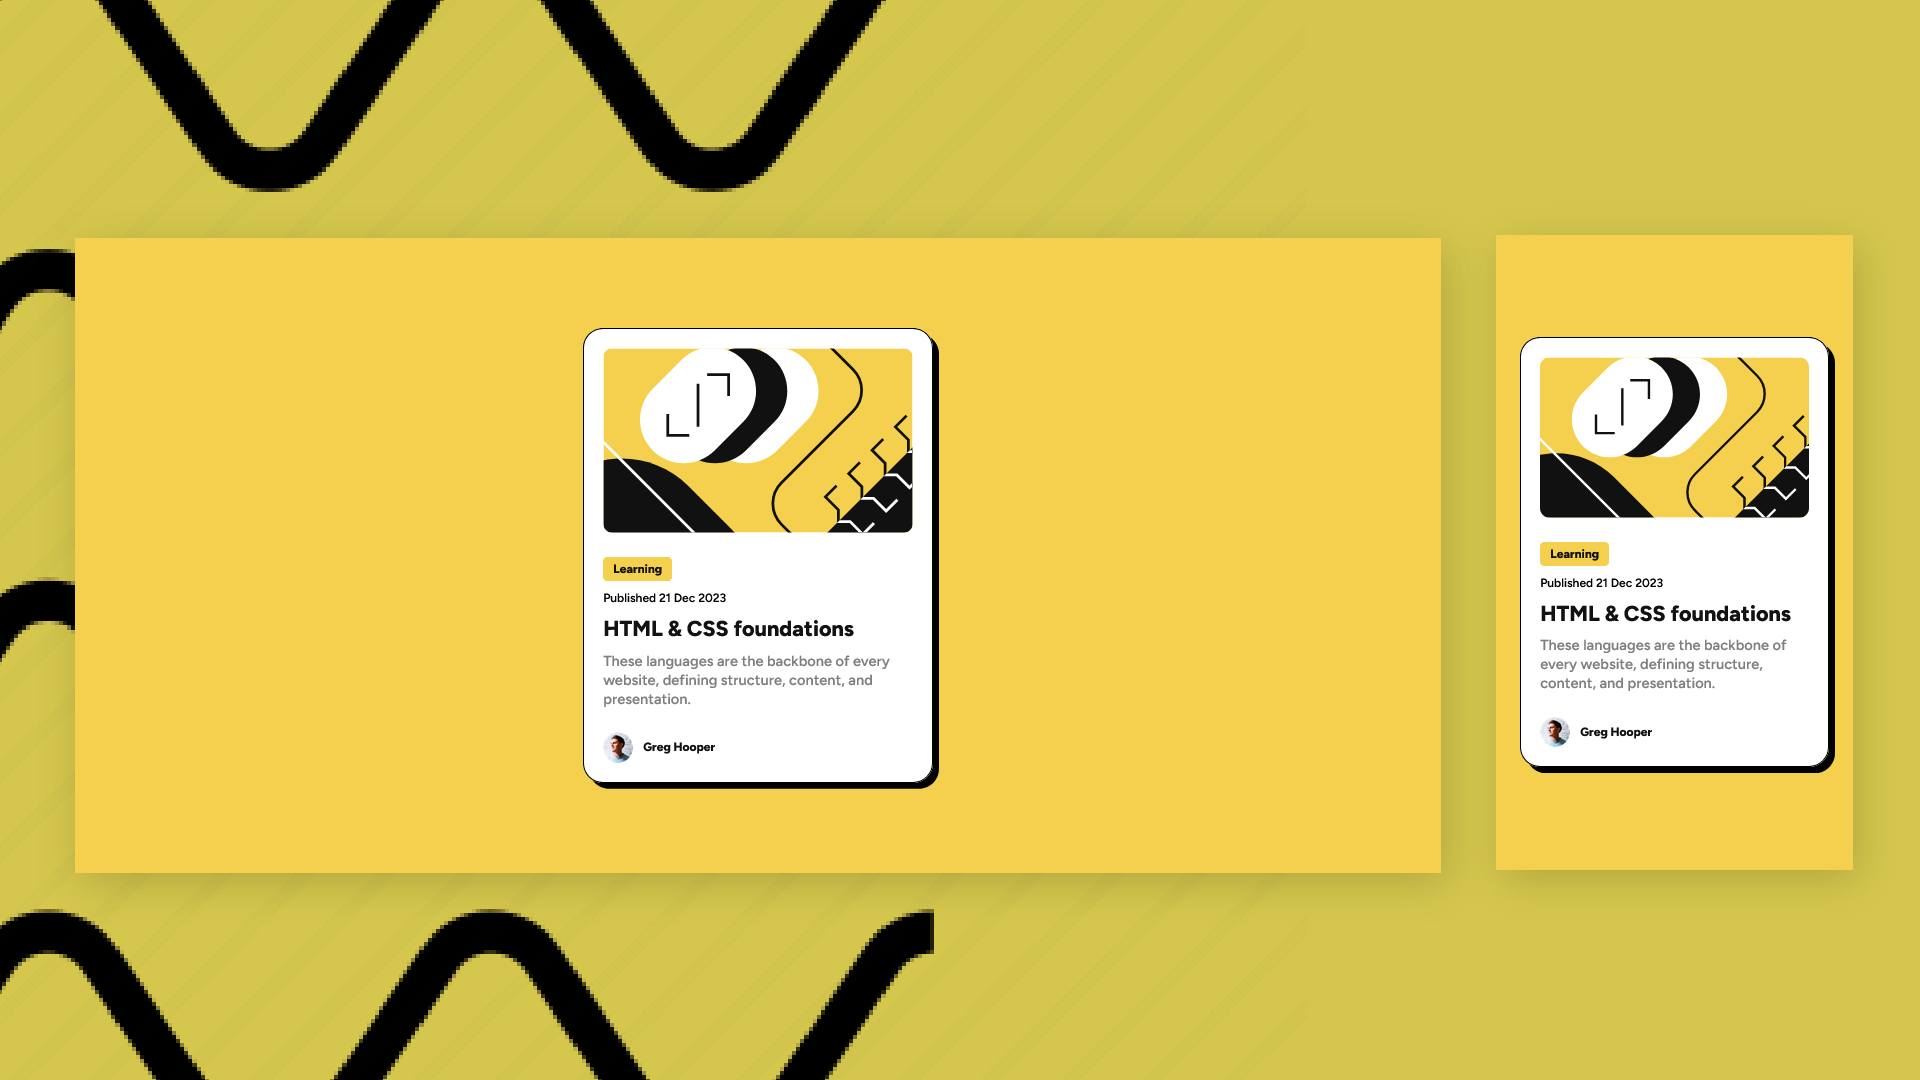 Learning
Published 21 Dec 2023
HTML & CSS foundations
These languages are the backbone of every
website, defining structure, content, and
presentation.
Greg Hooper
Learning
Published 21 Dec 2023
HTML & CSS foundations
These languages are the backbone of
every website, defining structure,
content, and presentation.
Greg Hooper